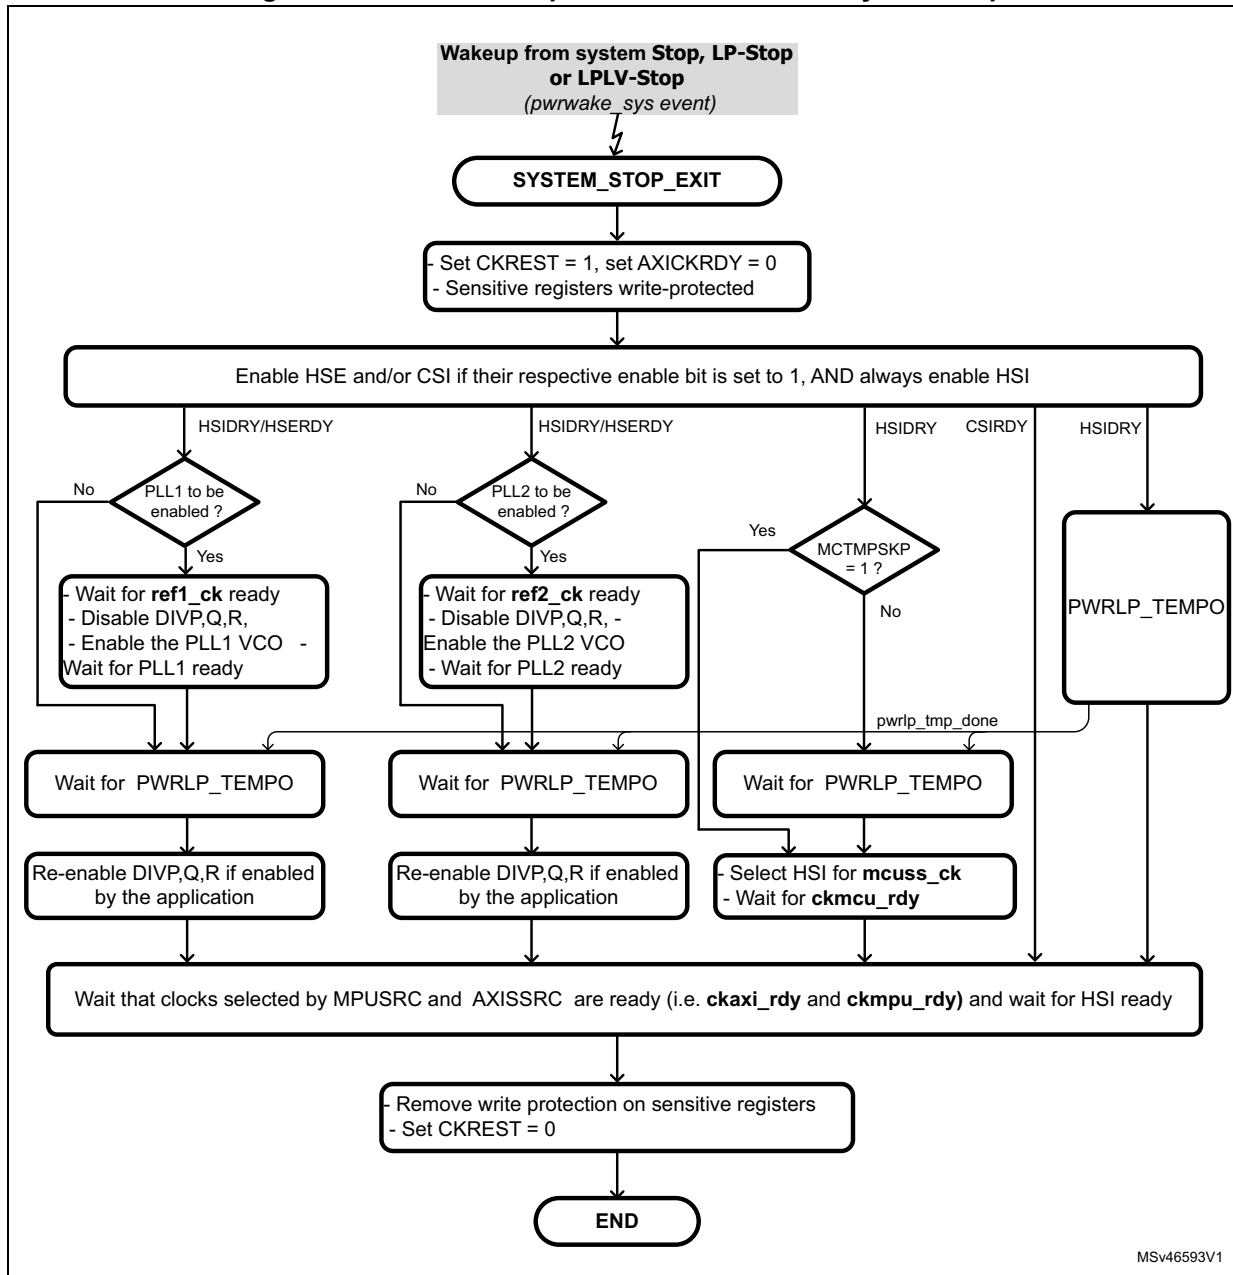 Wakeup from system Stop, LP-Stop
or LPLV-Stop
(pwrwake_sys event)
SYSTEM_STOP_EXIT
- Set CKREST = 1, set AXICKRDY = 0
- Sensitive registers write-protected
Enable HSE and/or CSI if their respective enable bit is set to 1, AND always enable HSI
HSIDRY/HSERDY
HSIDRY/HSERDY
HSIDRY
CSIRDY
HSIDRY
No
PLL1 to be
enabled ?
Yes
No
PLL2 to be
enabled ?
Yes
Yes
MCTMPSKP
= 1 ?
No
- Wait for ref1_ck ready
- Disable DIVP,Q,R,
- Enable the PLL1 VCO -
Wait for PLL1 ready
- Wait for ref2_ck ready
- Disable DIVP,Q,R, -
Enable the PLL2 VCO
- Wait for PLL2 ready
PWRLP_TEMPO
pwrlp_tmp_done
Wait for PWRLP_TEMPO
Wait for PWRLP_TEMPO
Wait for PWRLP_TEMPO
Re-enable DIVP,Q,R if enabled
by the application
Re-enable DIVP,Q,R if enabled
by the application
- Select HSI for mcuss_ck
- Wait for ckmcu_rdy
Wait that clocks selected by MPUSRC and AXISSRC are ready (i.e. ckaxi_rdy and ckmpu_rdy) and wait for HSI ready
- Remove write protection on sensitive registers
- Set CKREST = 0
END
MSv46593V1